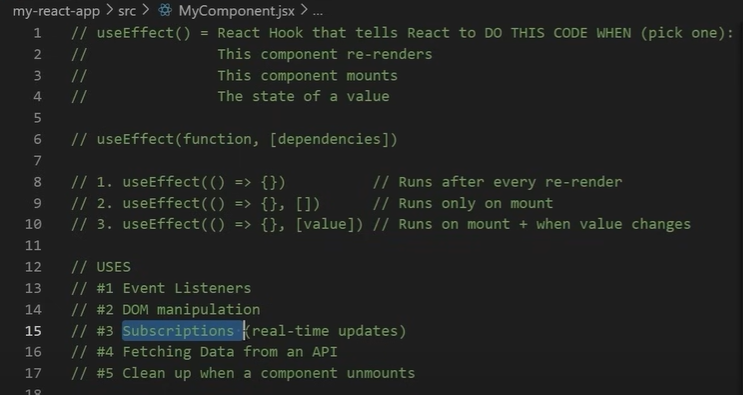 my-react-app > src > MyComponent.jsx > ...
1 // useEffect() = React Hook that tells React to DO THIS CODE WHEN (pick one):
2 // This component re-renders
3 // This component mounts
4 // The state of a value
5
6 // useEffect(function, [dependencies])
7
8 // 1. useEffect(() => {}) // Runs after every re-render
9 // 2. useEffect(() => {}, []) // Runs only on mount
10 // 3. useEffect(() => {}, [value]) // Runs on mount + when value changes
11
12 // USES
13 // #1 Event Listeners
14 // #2 DOM manipulation
15 // #3 Subscriptions (real-time updates)
16 // #4 Fetching Data from an API
17 // #5 Clean up when a component unmounts
18